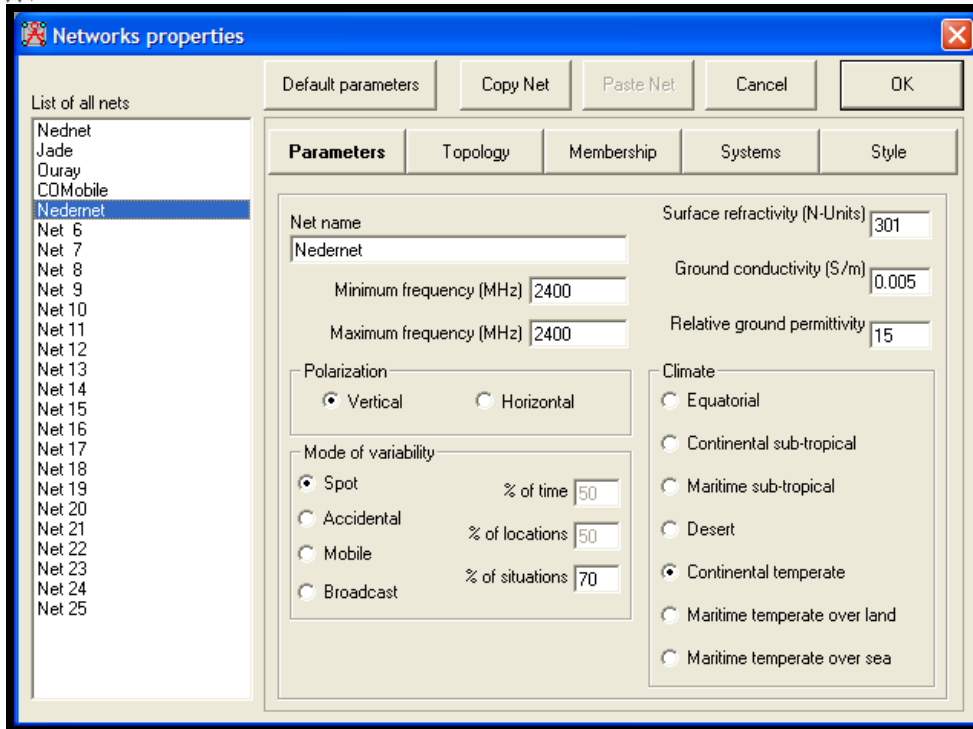 Networks properties
Default parameters
Copy Net
Paste Net
Cancel
OK
List of all nets
Nednet
Jade
Ouray
COMobile
Nedernet
Net 6
Net 7
Net 8
Net 9
Net 10
Net 11
Net 12
Net 13
Net 14
Net 15
Net 16
Net 17
Net 18
Net 19
Net 20
Net 21
Net 22
Net 23
Net 24
Net 25
Parameters
Topology
Membership
Systems
Style
Net name
Nedernet
Minimum frequency (MHz) 2400
Maximum frequency (MHz) 2400
Surface refractivity (N-Units) 301
Ground conductivity (S/m) 0.005
Relative ground permittivity 15
Polarization
Vertical
Horizontal
Mode of variability
Spot
Accidental
Mobile
Broadcast
% of time 50
% of locations 50
% of situations 70
Climate
Equatorial
Continental sub-tropical
Maritime sub-tropical
Desert
Continental temperate
Maritime temperate over land
Maritime temperate over sea